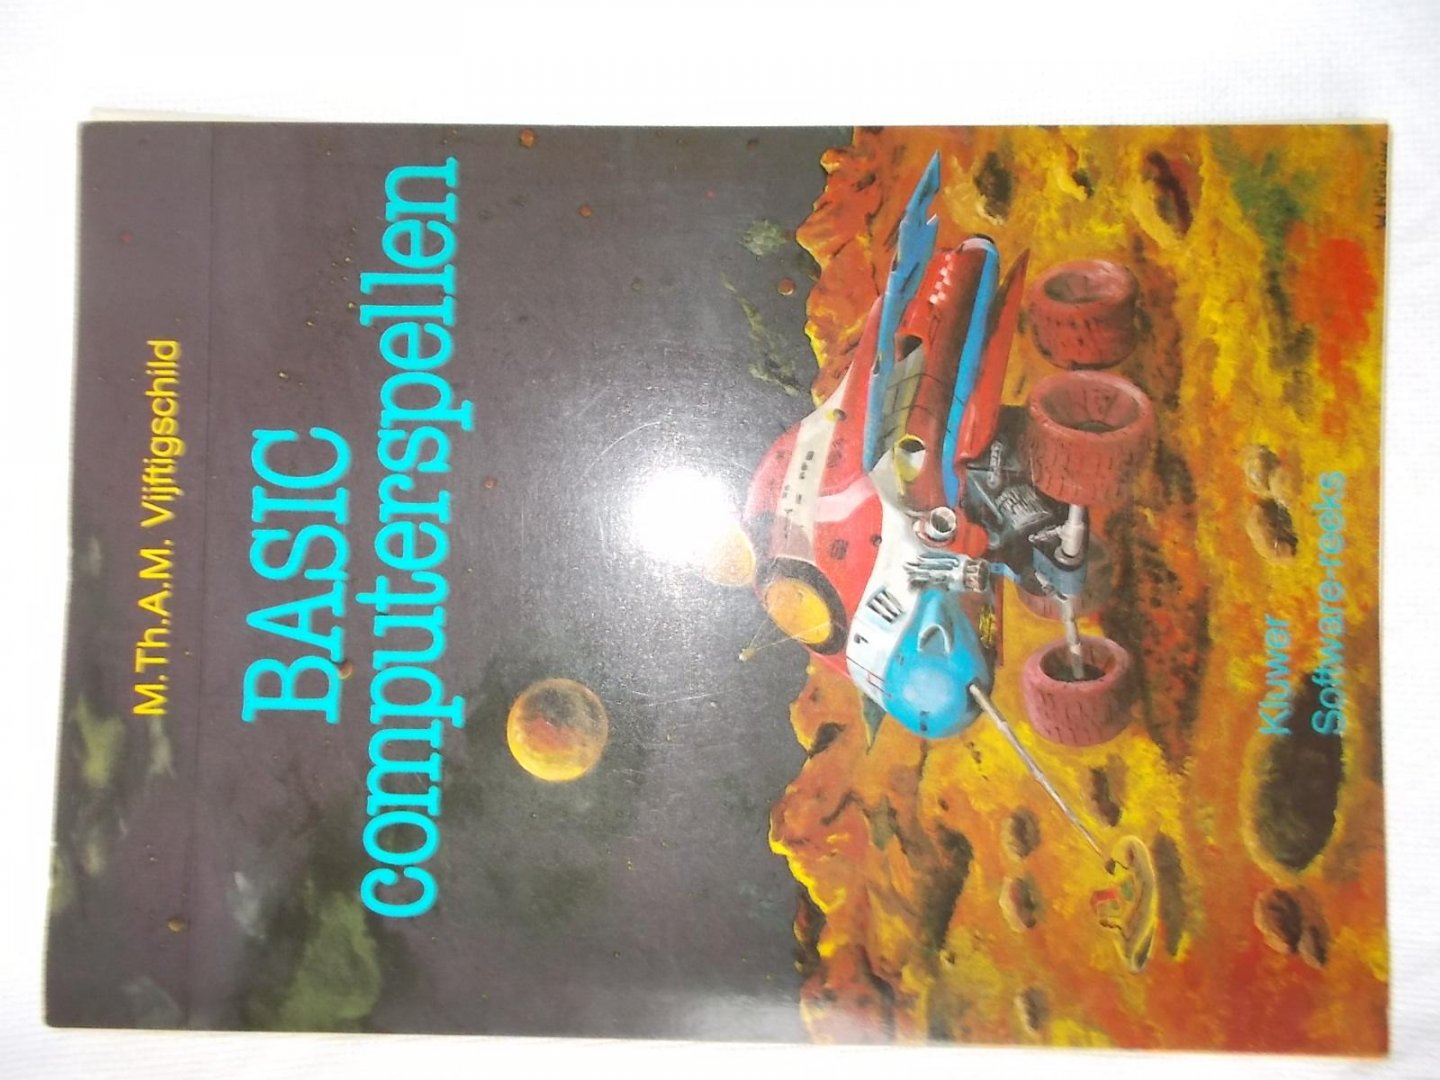 M.Th.A.M. Vijftigschild
BASIC
computerspellen
Kluwer
Software-reeks